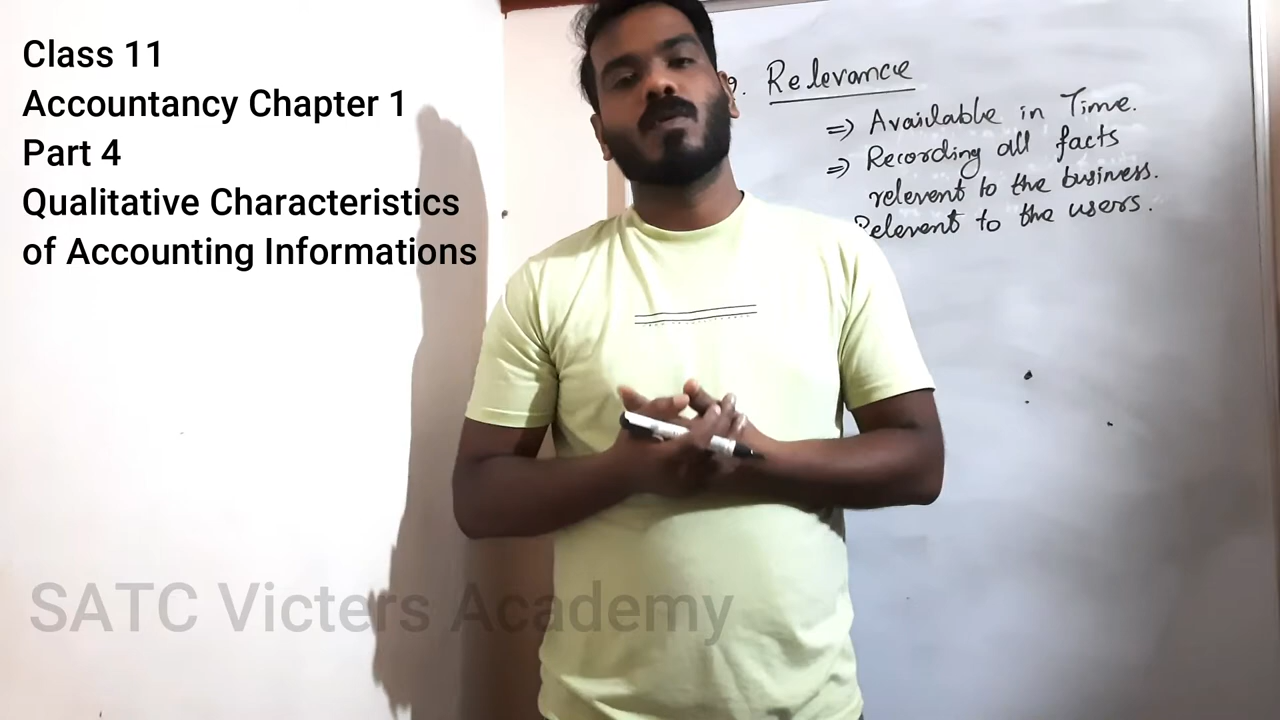 Class 11
Accountancy Chapter 1
Part 4
Qualitative Characteristics
of Accounting Informations
9. Relevance
=> Available in Time.
=> Recording all facts
relevent to the business.
Relevent to the users.
SATC Victers Academy